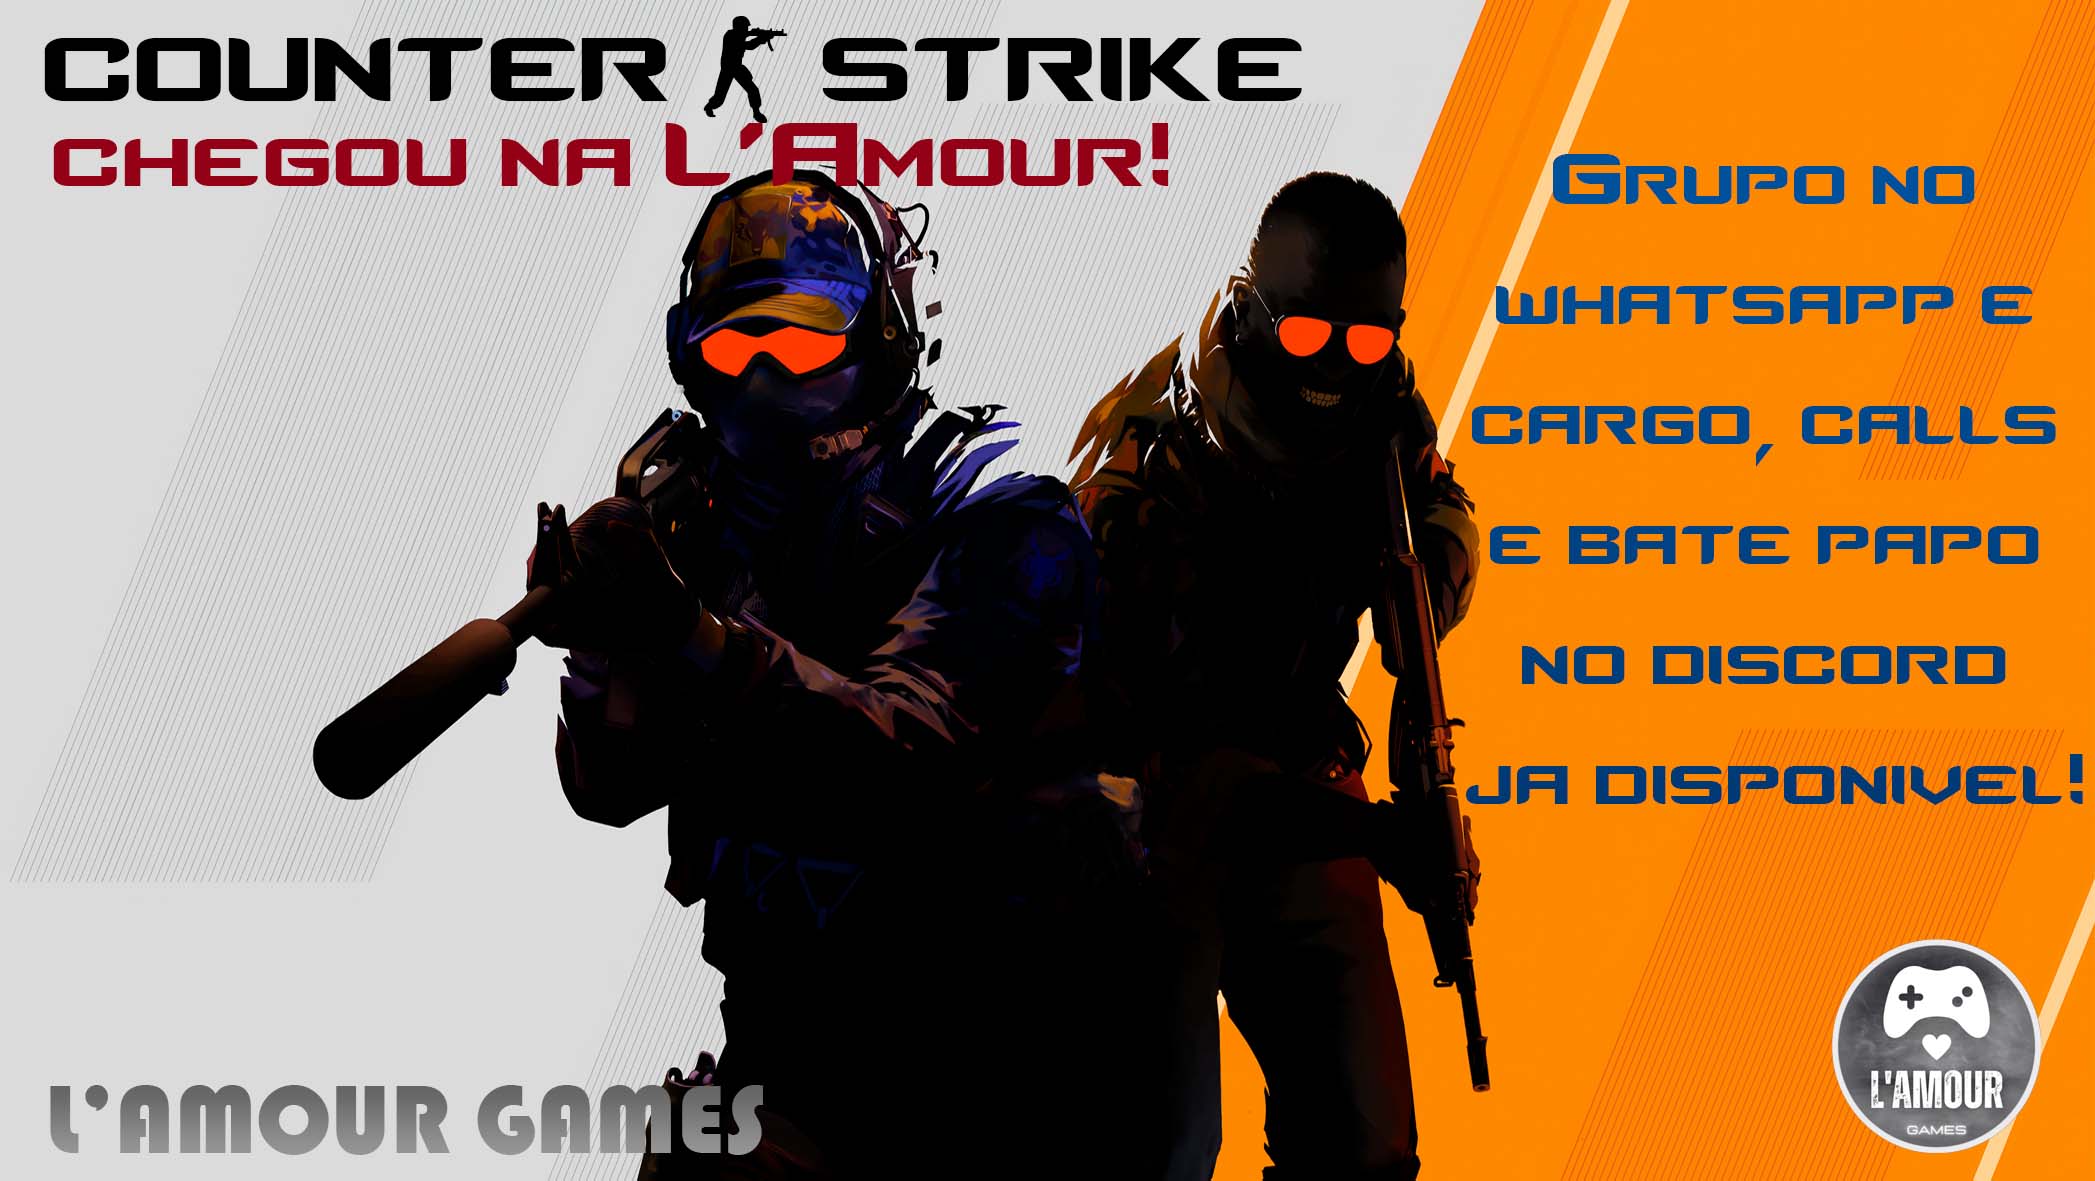 COUNTER STRIKE
CHEGOU NA L'AMOUR!
GRUPO NO
WHATSAPP E
CARGO, CALLS
E BATE PAPO
NO DISCORD
JA DISPONIVEL!
L'AMOUR GAMES
L'AMOUR
GAMES